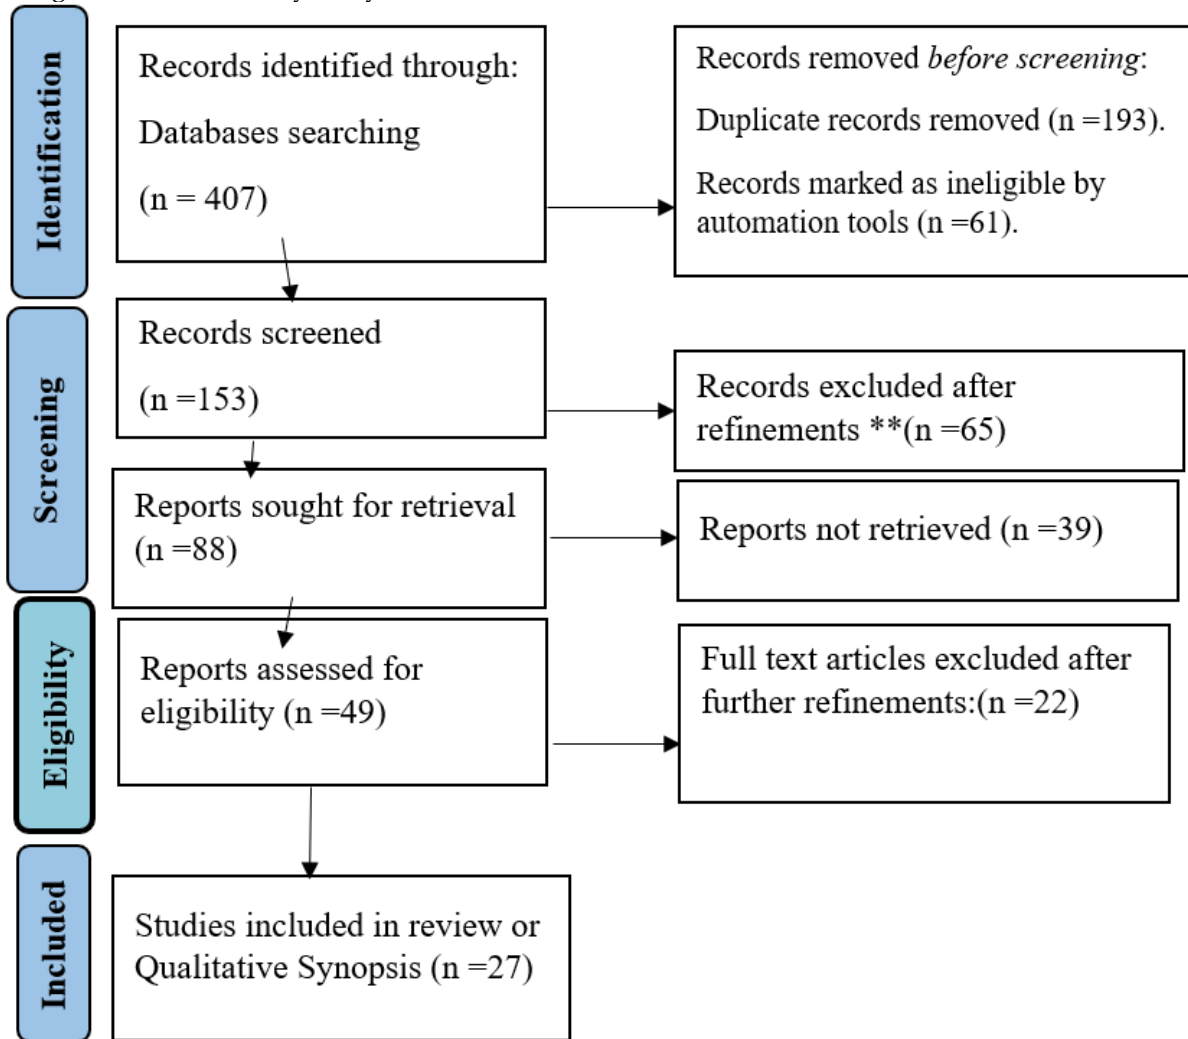 Identification
Records identified through:
Databases searching
(n = 407)
Records removed before screening:
Duplicate records removed (n =193).
Records marked as ineligible by
automation tools (n =61).
Screening
Records screened
(n =153)
Records excluded after
refinements **(n =65)
Reports sought for retrieval
(n =88)
Reports not retrieved (n =39)
Eligibility
Reports assessed for
eligibility (n =49)
Full text articles excluded after
further refinements:(n =22)
Included
Studies included in review or
Qualitative Synopsis (n =27)